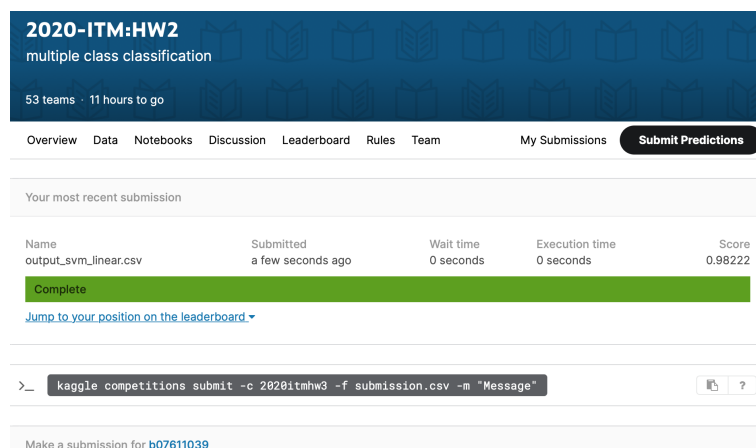 2020-ITM:HW2
multiple class classification
53 teams · 11 hours to go
Overview Data Notebooks Discussion Leaderboard Rules Team My Submissions Submit Predictions
Your most recent submission
Name Submitted Wait time Execution time Score
output_svm_linear.csv a few seconds ago 0 seconds 0 seconds 0.98222
Complete
Jump to your position on the leaderboard
>_ kaggle competitions submit -c 2020itmhw3 -f submission.csv -m "Message" ?
Make a submission for b07611039